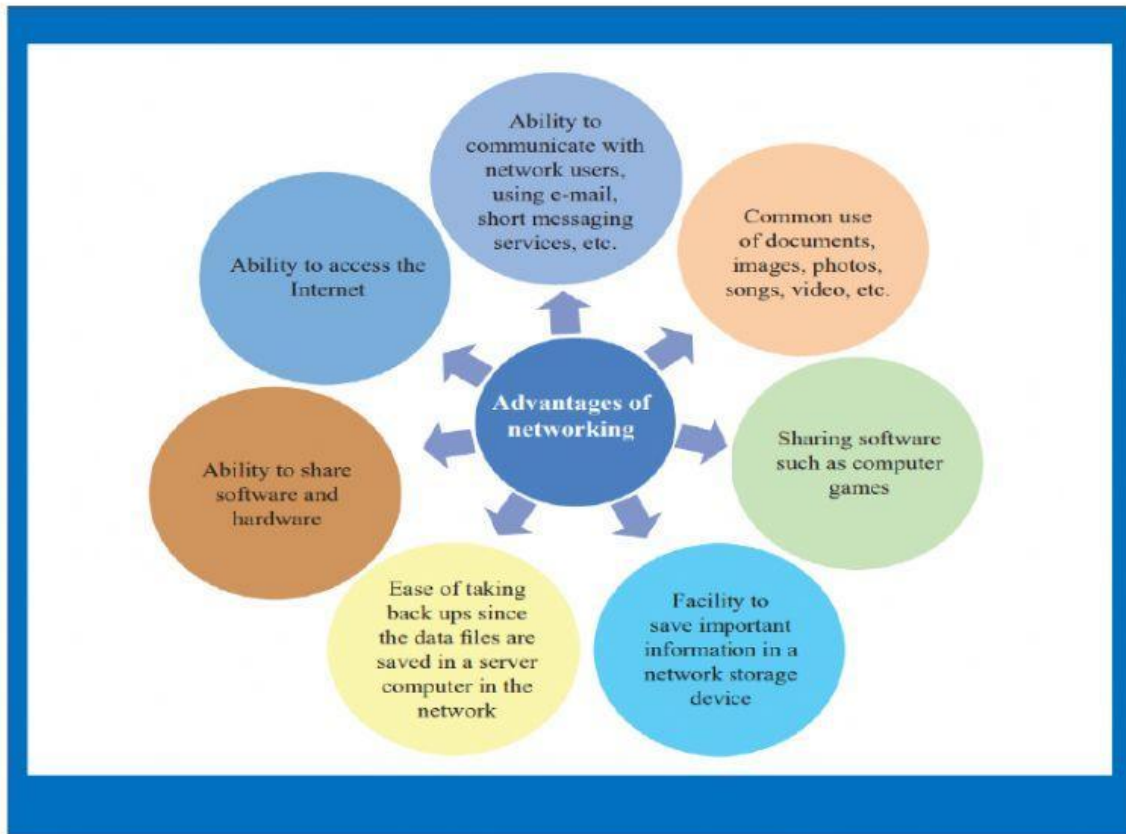 Ability to
communicate with
network users,
using e-mail,
short messaging
services, etc.
Common use
of documents,
images, photos,
songs, video, etc.
Sharing software
such as computer
games
Facility to
save important
information in a
network storage
device
Ease of taking
back ups since
the data files are
saved in a server
computer in the
network
Ability to share
software and
hardware
Ability to access the
Internet
Advantages of
networking